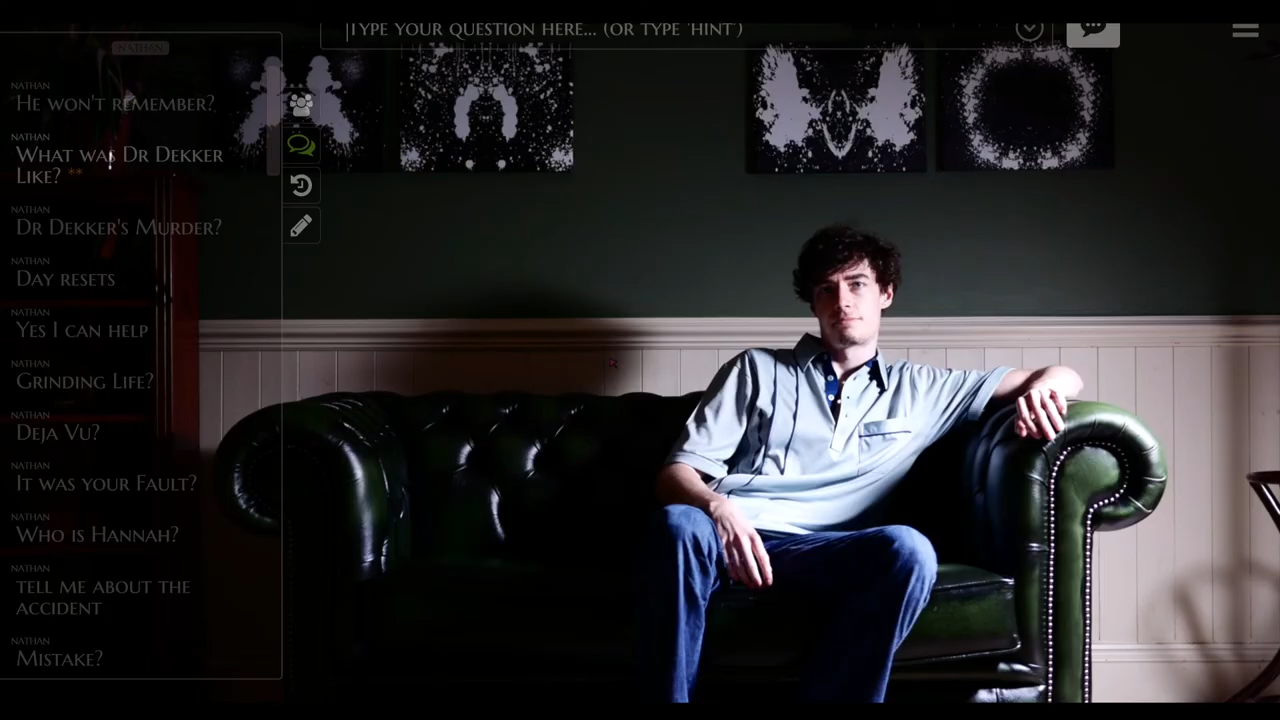 Type your question here... (or type 'hint')
NATHAN
NATHAN
He won't remember?
NATHAN
What was Dr Dekker
like? **
NATHAN
Dr Dekker's Murder?
NATHAN
Day resets
NATHAN
Yes I can help
NATHAN
Grinding Life?
NATHAN
Deja Vu?
NATHAN
It was your Fault?
NATHAN
Who is Hannah?
NATHAN
tell me about the
accident
NATHAN
Mistake?